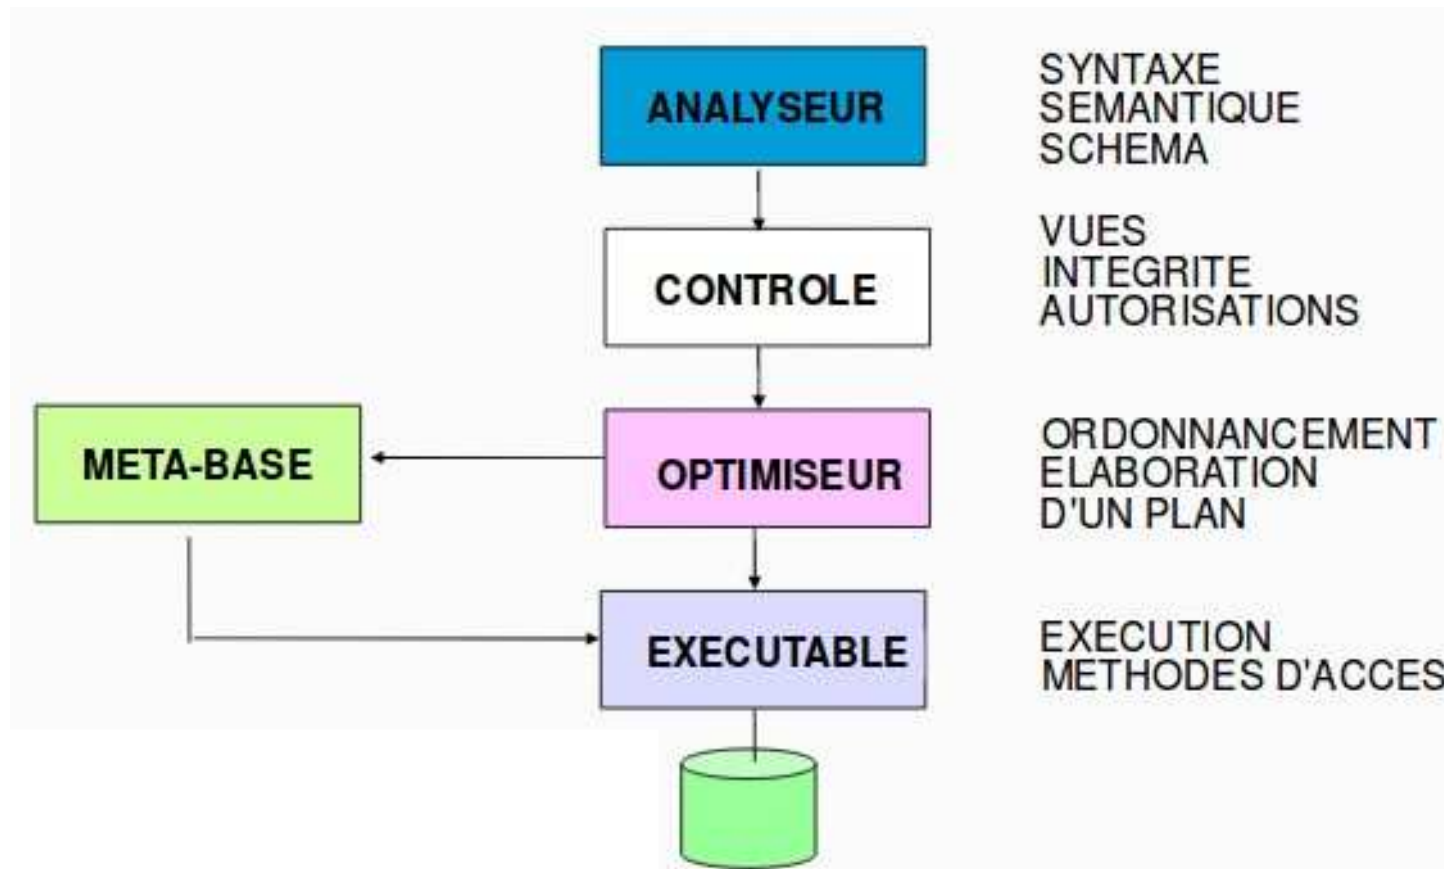 ANALYSEUR
SYNTAXE
SEMANTIQUE
SCHEMA
CONTROLE
VUES
INTEGRITE
AUTORISATIONS
META-BASE
OPTIMISEUR
ORDONNANCEMENT
ELABORATION
D'UN PLAN
EXECUTABLE
EXECUTION
METHODES D'ACCES